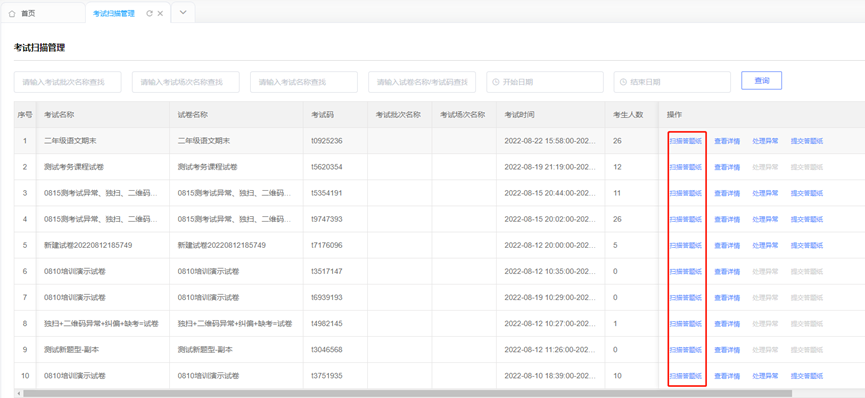 首页 考试扫描管理
考试扫描管理
请输入考试批次名称查找 请输入考试场次名称查找 请输入考试名称查找 请输入试卷名称/考试码查找 开始日期 结束日期 查询
序号 考试名称 试卷名称 考试码 考试批次名称 考试场次名称 考试时间 考生人数 操作
1 二年级语文期末 二年级语文期末 t0925236 2022-08-22 15:58:00-202... 26 扫描答题纸 查看详情 处理异常 提交答题纸
2 测试考务课程试卷 测试考务课程试卷 t5620354 2022-08-19 21:19:00-202... 12 扫描答题纸 查看详情 处理异常 提交答题纸
3 0815测考试异常、独扫、二维码... 0815测考试异常、独扫、二维码... t5354191 2022-08-15 20:44:00-202... 11 扫描答题纸 查看详情 处理异常 提交答题纸
4 0815测考试异常、独扫、二维码... 0815测考试异常、独扫、二维码... t9747393 2022-08-15 20:02:00-202... 26 扫描答题纸 查看详情 处理异常 提交答题纸
5 新建试卷20220812185749 新建试卷20220812185749 t7176096 2022-08-12 20:00:00-202... 5 扫描答题纸 查看详情 处理异常 提交答题纸
6 0810培训演示试卷 0810培训演示试卷 t3517147 2022-08-12 10:35:00-202... 0 扫描答题纸 查看详情 处理异常 提交答题纸
7 0810培训演示试卷 0810培训演示试卷 t6939193 2022-08-19 10:29:00-202... 0 扫描答题纸 查看详情 处理异常 提交答题纸
8 独扫+二维码异常+纠偏+缺考=试卷 独扫+二维码异常+纠偏+缺考=试卷 t4982145 2022-08-12 10:27:00-202... 1 扫描答题纸 查看详情 处理异常 提交答题纸
9 测试新题型-副本 测试新题型-副本 t3046568 2022-08-12 11:26:00-202... 0 扫描答题纸 查看详情 处理异常 提交答题纸
10 0810培训演示试卷 0810培训演示试卷 t3751935 2022-08-10 18:39:00-202... 10 扫描答题纸 查看详情 处理异常 提交答题纸